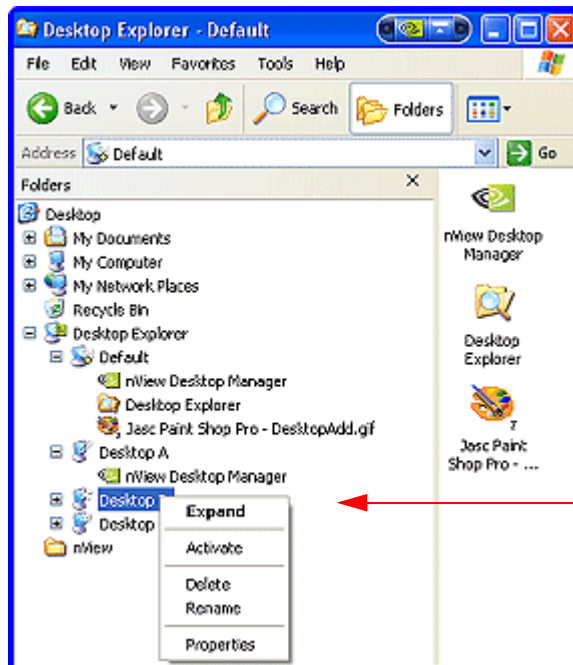 Desktop Explorer - Default
File Edit View Favorites Tools Help
Back Search Folders
Address Default Go
Folders
Desktop
My Documents
My Computer
My Network Places
Recycle Bin
Desktop Explorer
Default
nView Desktop Manager
Desktop Explorer
Jasc Paint Shop Pro - DesktopAdd.gif
Desktop A
nView Desktop Manager
Desktop
Desktop
nView
Expand
Activate
Delete
Rename
Properties
nView Desktop
Manager
Desktop
Explorer
Jasc Paint
Shop Pro - ...